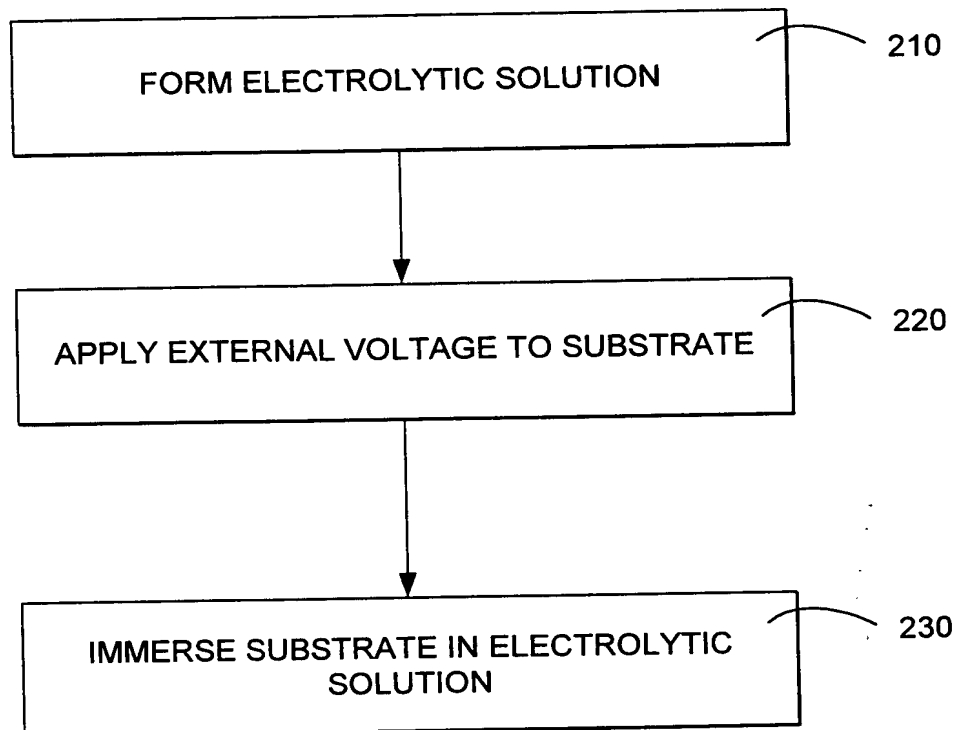 FORM ELECTROLYTIC SOLUTION
210
APPLY EXTERNAL VOLTAGE TO SUBSTRATE
220
IMMERSE SUBSTRATE IN ELECTROLYTIC
SOLUTION
230